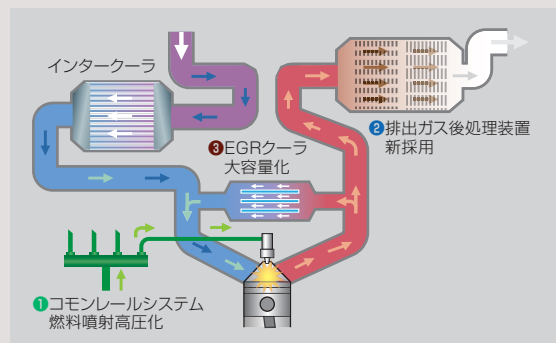 インタークーラ
❷排出ガス後処理装置
新採用
❸EGRクーラ
大容量化
❶コモンレールシステム
燃料噴射高圧化